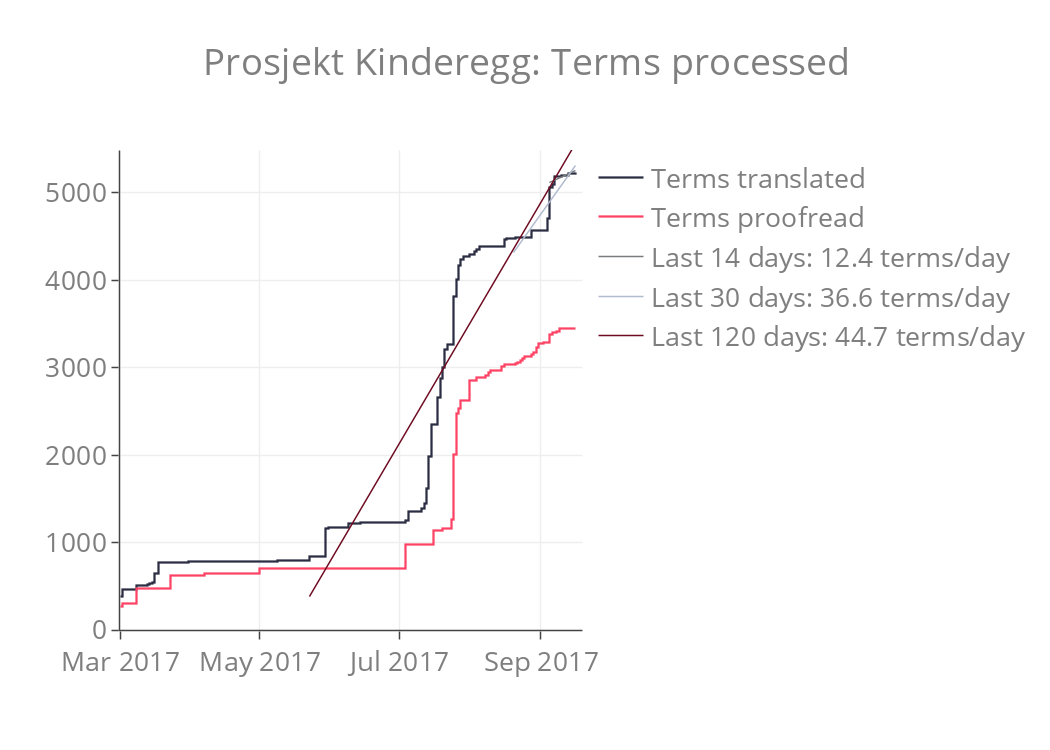 Prosjekt Kinderegg: Terms processed
Terms translated
Terms proofread
Last 14 days: 12.4 terms/day
Last 30 days: 36.6 terms/day
Last 120 days: 44.7 terms/day
5000
4000
3000
2000
1000
0
Mar 2017 May 2017 Jul 2017 Sep 2017